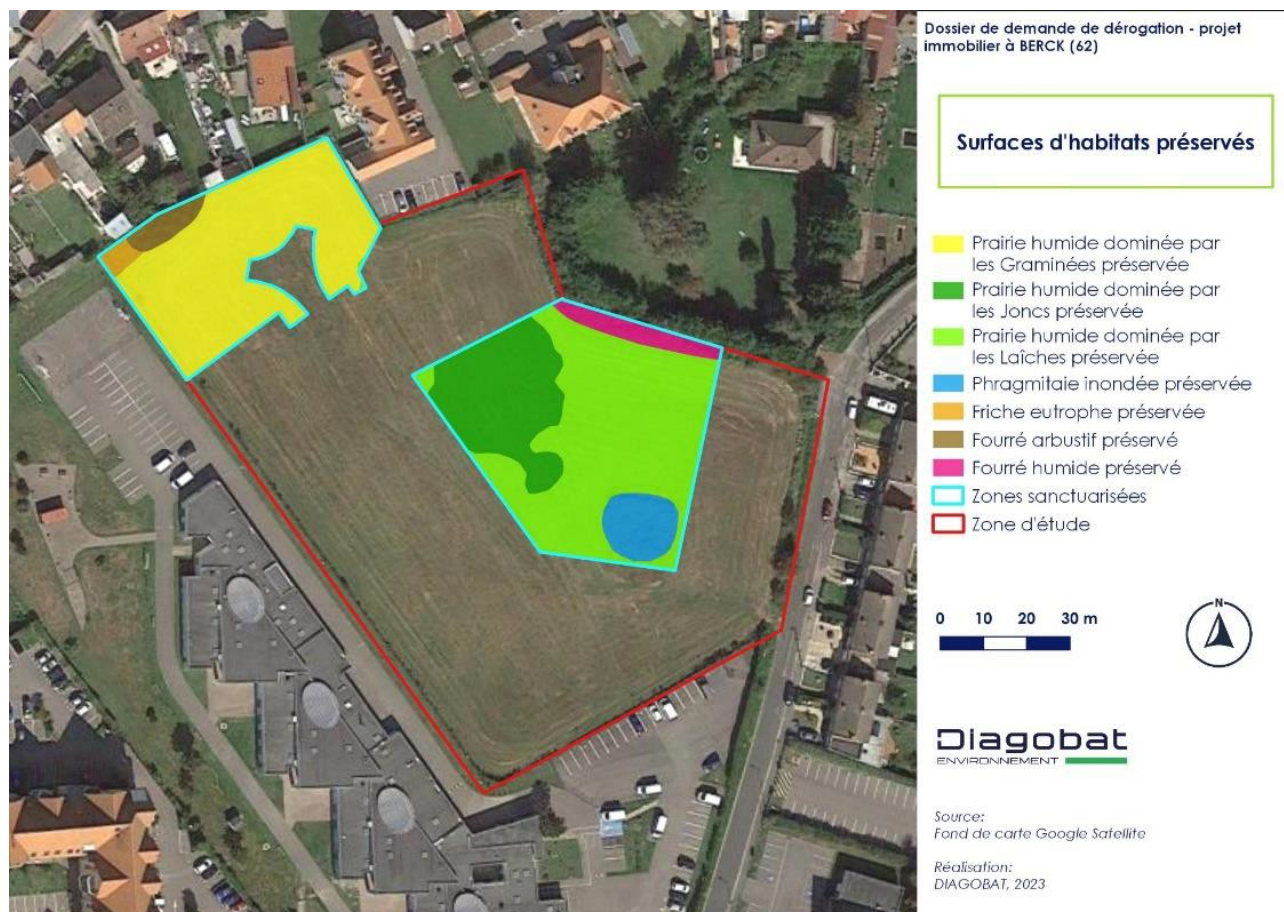 Dossier de demande de dérogation - projet
immobilier à BERCK (62)
Surfaces d'habitats préservés
Prairie humide dominée par
les Graminées préservée
Prairie humide dominée par
les Joncs préservée
Prairie humide dominée par
les Laîches préservée
Phragmitaie inondée préservée
Friche eutrophe préservée
Fourré arbustif préservé
Fourré humide préservé
Zones sanctuarisées
Zone d'étude
0 10 20 30 m
N
Diagobat
ENVIRONNEMENT
Source:
Fond de carte Google Satellite
Réalisation:
DIAGOBAT, 2023